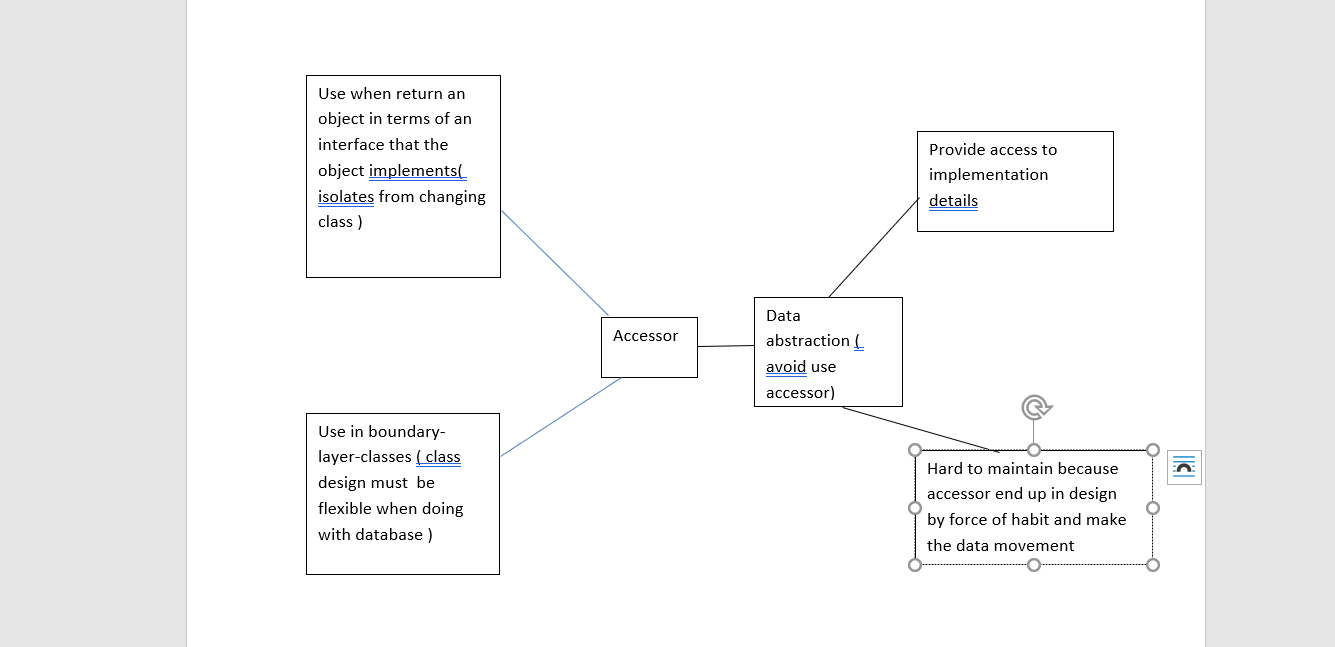 Use when return an
object in terms of an
interface that the
object implements(
isolates from changing
class )
Provide access to
implementation
details
Accessor
Data
abstraction (
avoid use
accessor)
Use in boundary-
layer-classes ( class
design must  be
flexible when doing
with database )
Hard to maintain because
accessor end up in design
by force of habit and make
the data movement